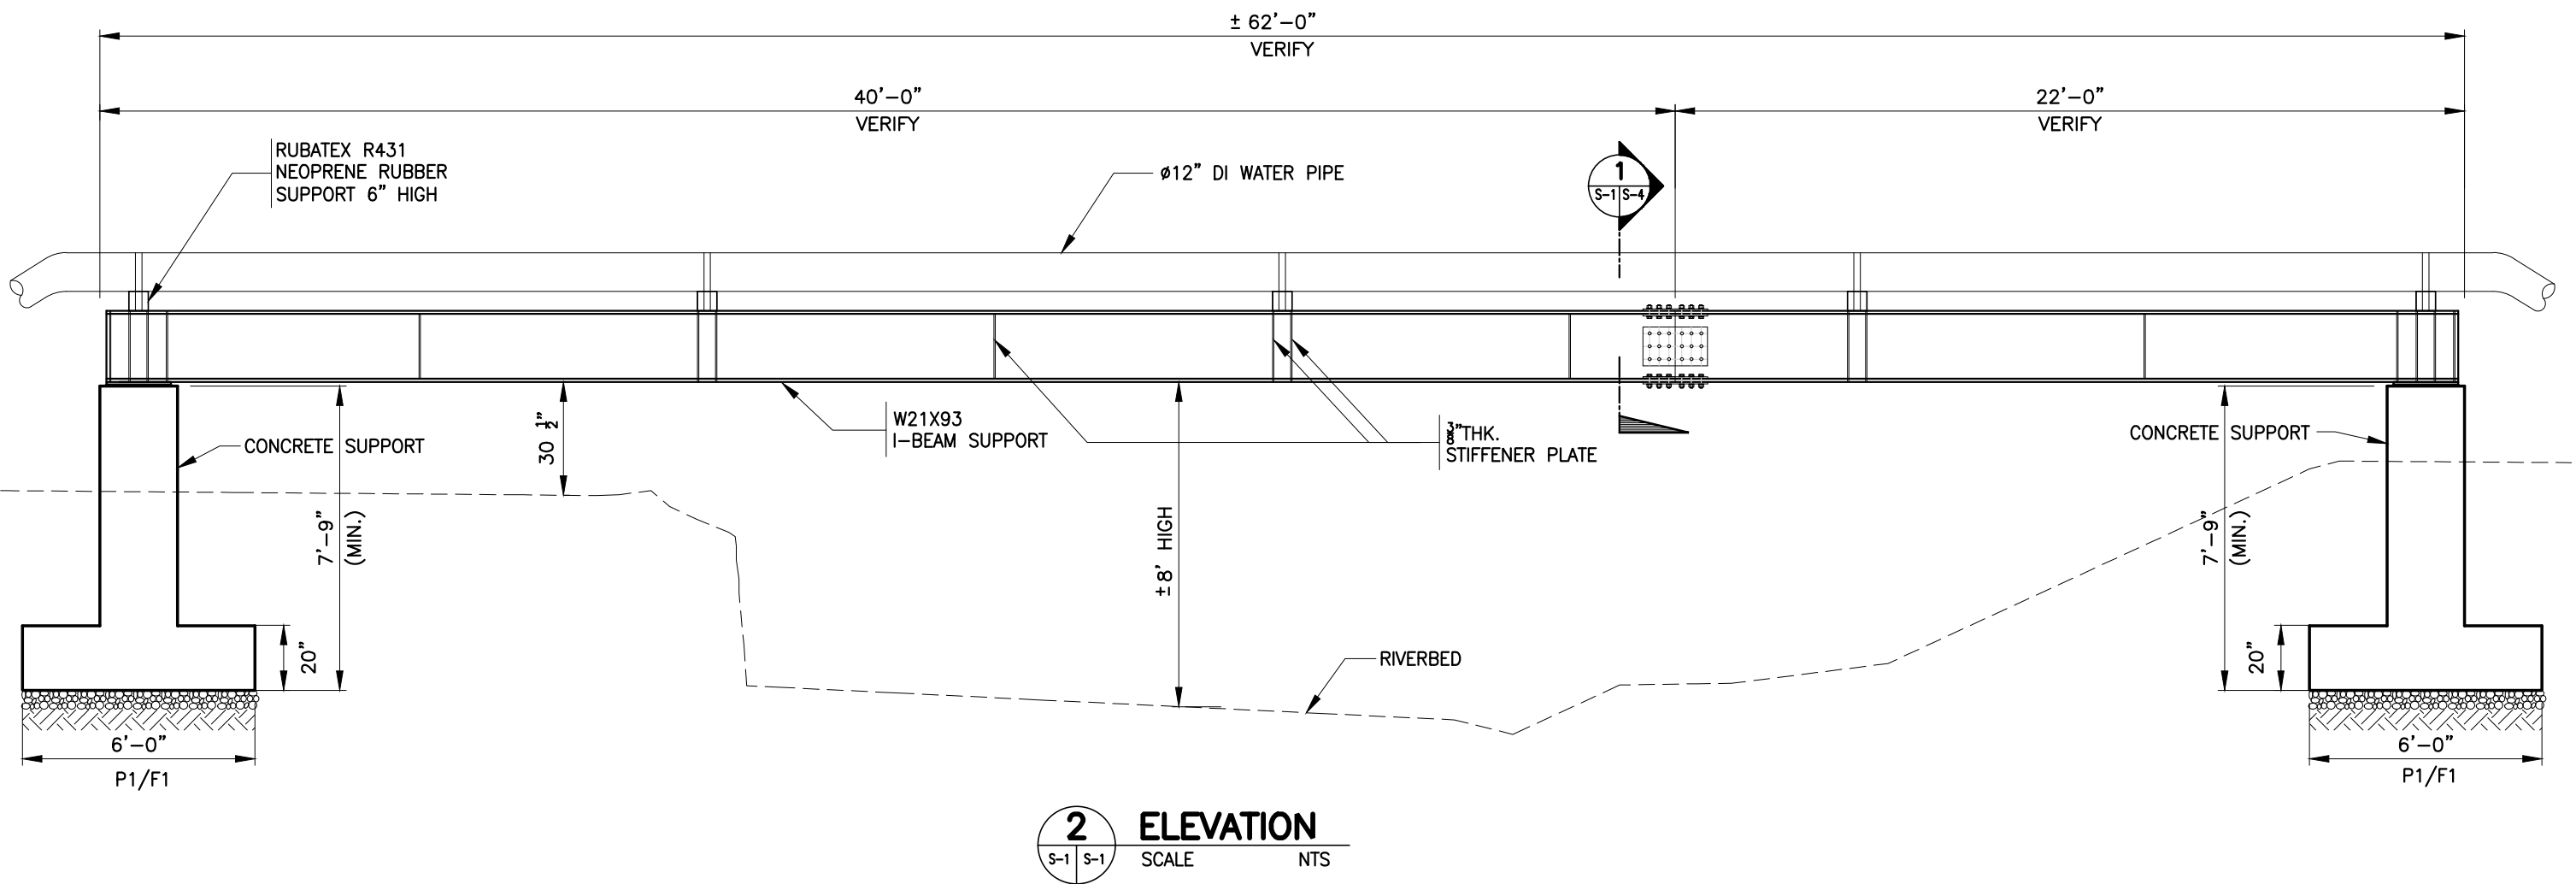 ± 62'-0"
VERIFY
40'-0"
VERIFY
22'-0"
VERIFY
RUBATEX R431
NEOPRENE RUBBER
SUPPORT 6" HIGH
ø12" DI WATER PIPE
1
S-1 S-4
W21X93
I-BEAM SUPPORT
3/8"THK.
STIFFENER PLATE
CONCRETE SUPPORT
CONCRETE SUPPORT
30 1/2"
7'-9"
(MIN.)
±8' HIGH
7'-9"
(MIN.)
20"
20"
RIVERBED
6'-0"
P1/F1
6'-0"
P1/F1
2
S-1 S-1
ELEVATION
SCALE NTS